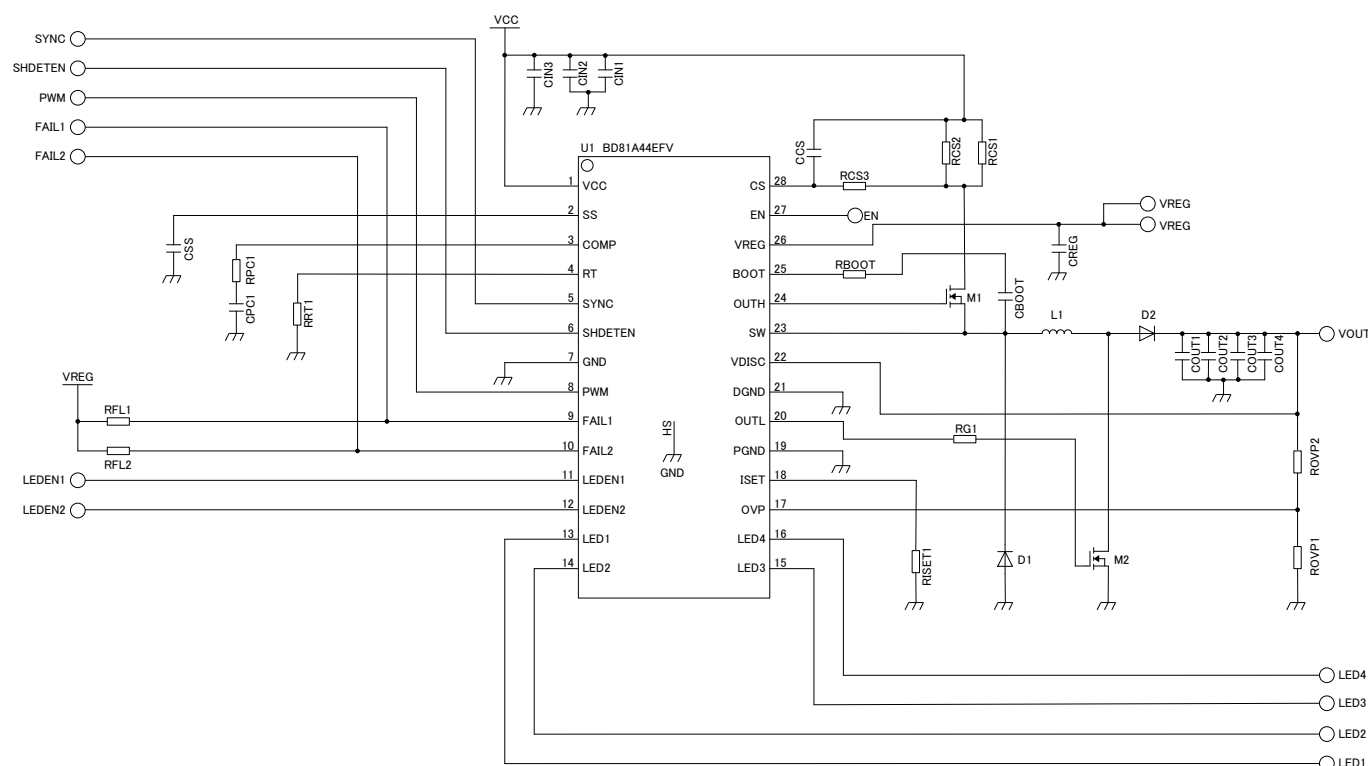 VCC
SYNC
SHDETEN
PWM
FAIL1
FAIL2
CIN3
CIN2
CIN1
U1 BD81A44EFV
CCS
RCS2
RCS1
RCS3
1 VCC
2 SS
3 COMP
4 RT
5 SYNC
6 SHDETEN
7 GND
8 PWM
9 FAIL1
10 FAIL2
11 LEDEN1
12 LEDEN2
13 LED1
14 LED2
CS 28
EN 27
VREG 26
BOOT 25
OUTH 24
SW 23
VDISC 22
DGND 21
OUTL 20
PGND 19
ISET 18
OVP 17
LED4 16
LED3 15
HS
GND
CSS
RPC1
CPC1
RRT1
VREG
RFL1
RFL2
LEDEN1
LEDEN2
EN
VREG
VREG
CREG
RBOOT
CBOOT
M1
L1
D2
VOUT
COUT1
COUT2
COUT3
COUT4
RG1
ROVP2
ROVP1
RISET1
D1
M2
LED4
LED3
LED2
LED1